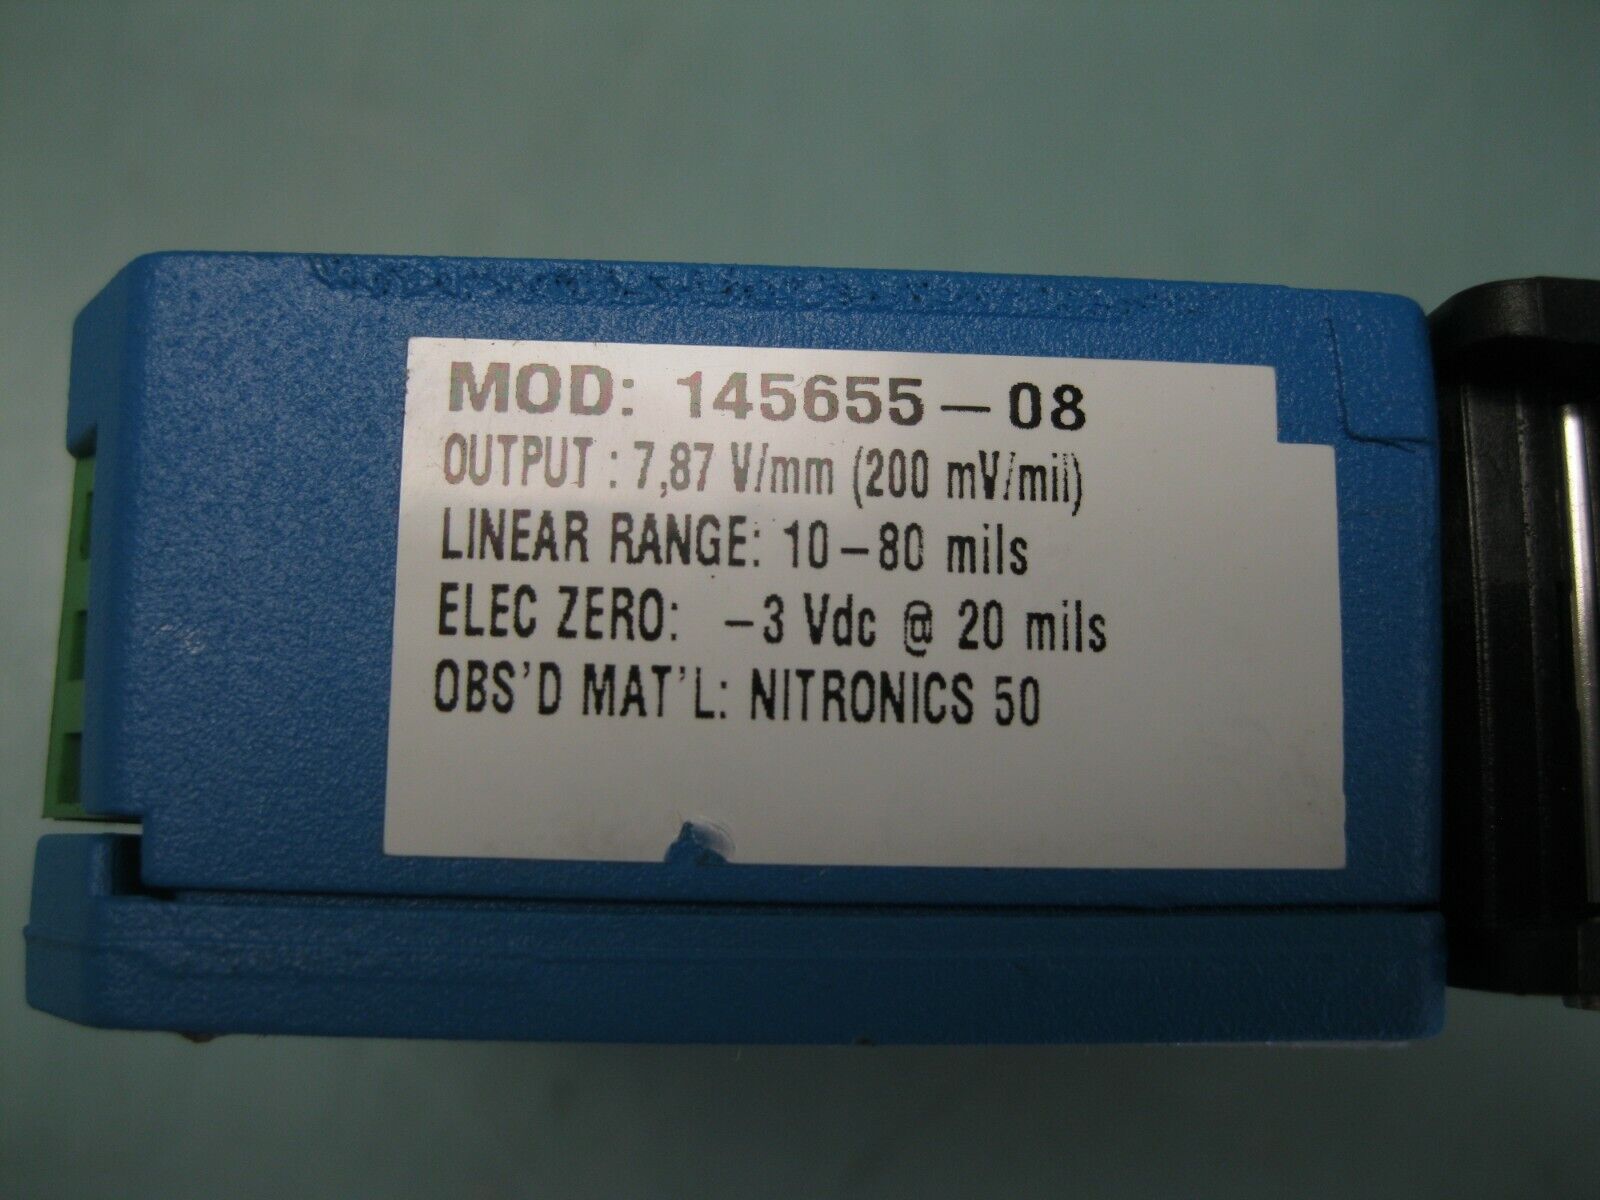 MOD: 145655-08
OUTPUT: 7,87 V/mm (200 mV/mil)
LINEAR RANGE: 10-80 mils
ELEC ZERO: -3 Vdc @ 20 mils
OBS'D MAT'L: NITRONICS 50